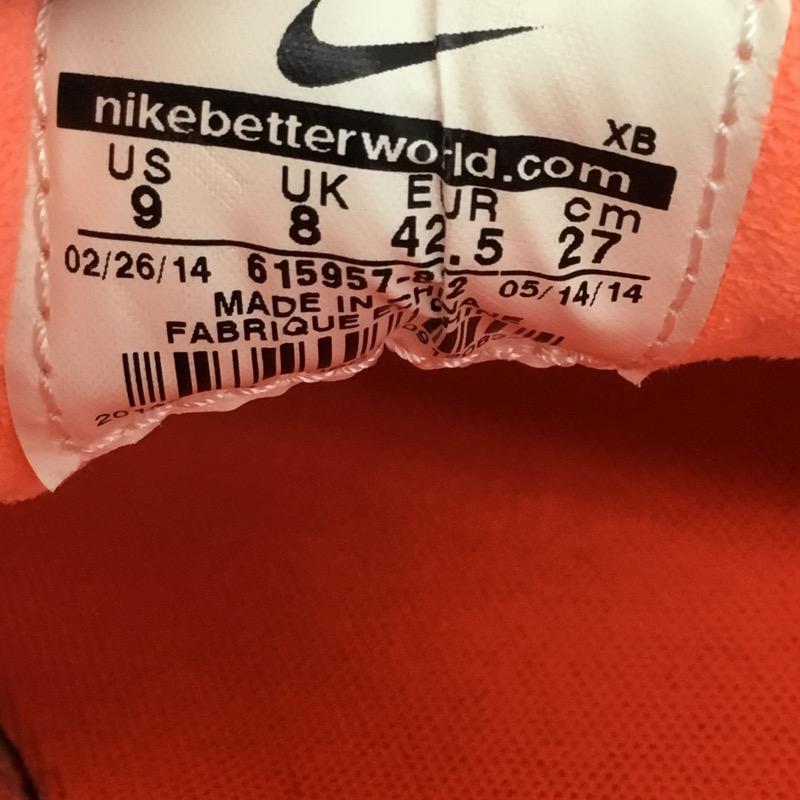 nikebetterworld.com
XB
US UK EUR cm
9 8 42.5 27
02/26/14 05/14/14
MADE IN
FABRIQUE